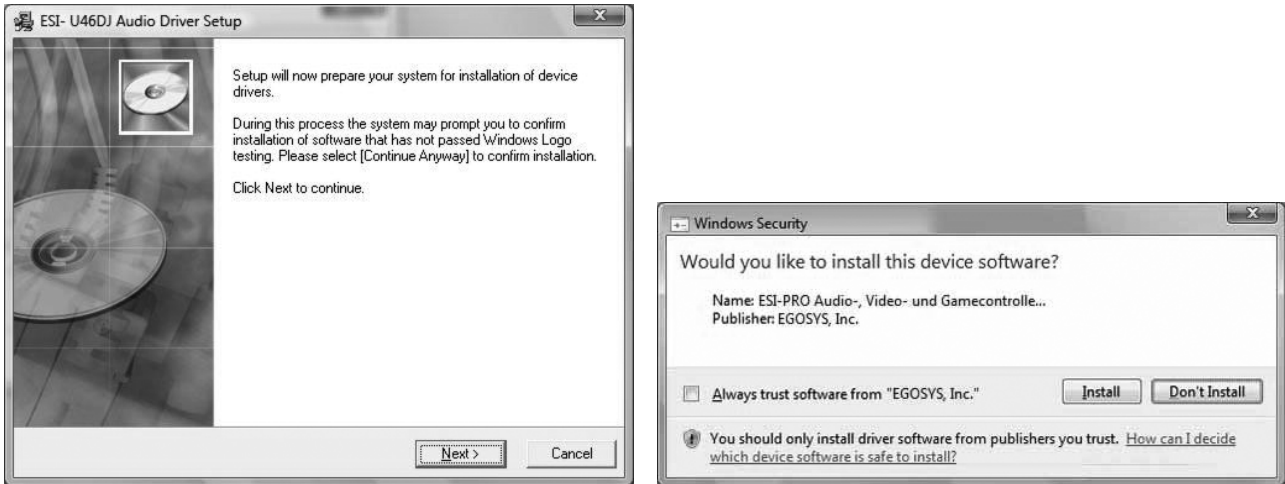 ESI- U46DJ Audio Driver Setup
Setup will now prepare your system for installation of device
drivers.
During this process the system may prompt you to confirm
installation of software that has not passed Windows Logo
testing. Please select [Continue Anyway] to confirm installation.
Click Next to continue.
Next >
Cancel
Windows Security
Would you like to install this device software?
Name: ESI-PRO Audio-, Video- und Gamecontrolle...
Publisher: EGOSYS, Inc.
Always trust software from "EGOSYS, Inc."
Install
Don't Install
You should only install driver software from publishers you trust. How can I decide
which device software is safe to install?